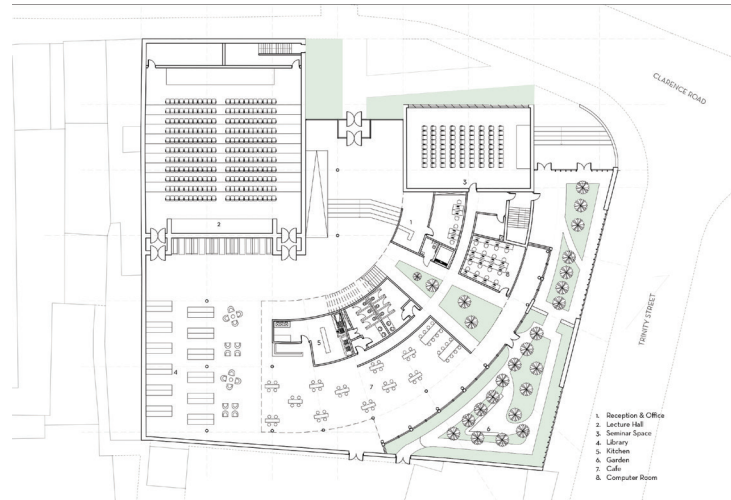 CLARENCE ROAD
2
3
1
8
TRINITY STREET
5
4
7
6
1. Reception & Office
2. Lecture Hall
3. Seminar Space
4. Library
5. Kitchen
6. Garden
7. Cafe
8. Computer Room